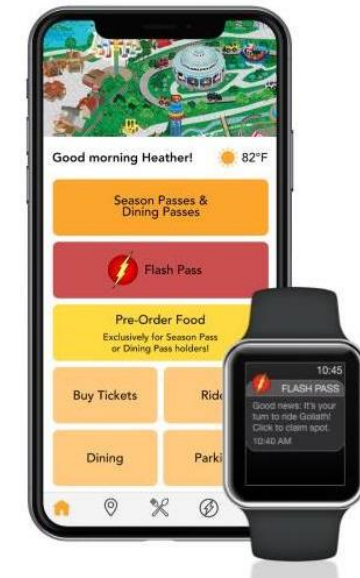 Good morning Heather!
82°F
Season Passes &
Dining Passes
Flash Pass
Pre-Order Food
Exclusively for Season Pass
or Dining Pass holders!
Buy Tickets
Ride
Dining
Parki
10:45
FLASH PASS
Good news: It's your
turn to ride Goliath!
Click to claim spot.
10:40 AM